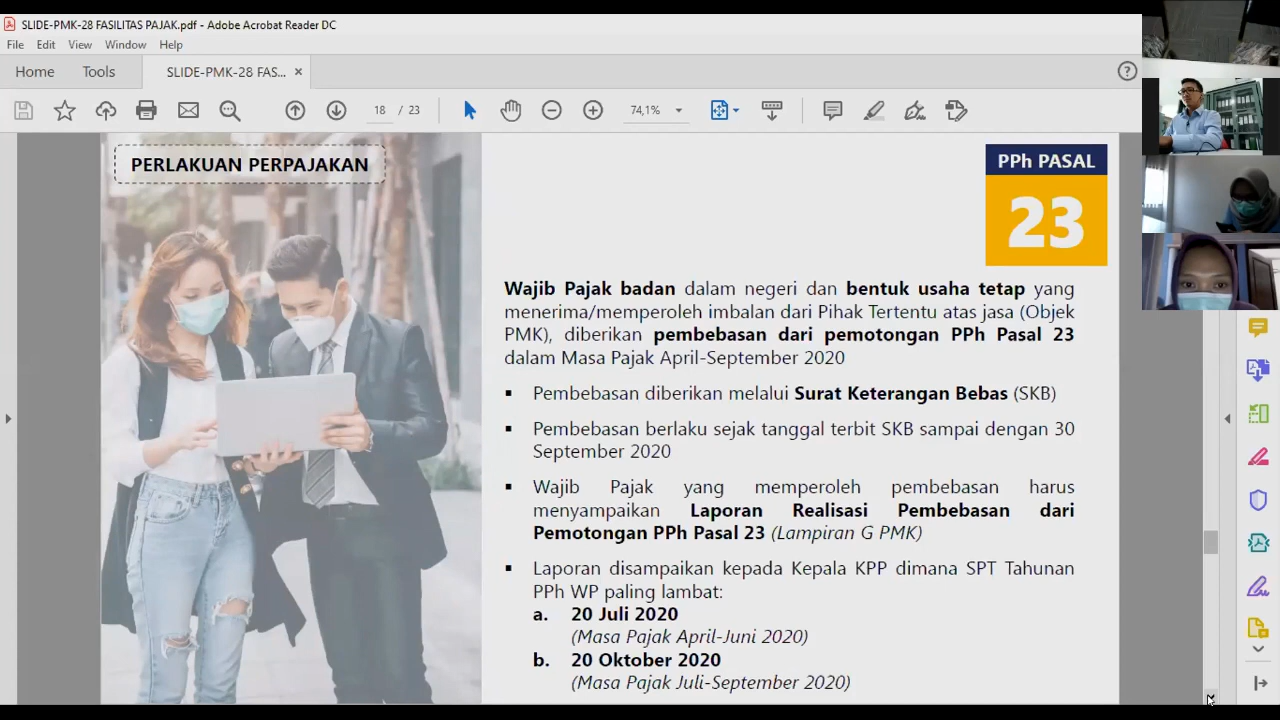 SLIDE-PMK-28 FASILITAS PAJAK.pdf - Adobe Acrobat Reader DC
File Edit View Window Help
Home Tools SLIDE-PMK-28 FAS... ×
18 / 23 74,1%
PERLAKUAN PERPAJAKAN
PPh PASAL
23
Wajib Pajak badan dalam negeri dan bentuk usaha tetap yang
menerima/memperoleh imbalan dari Pihak Tertentu atas jasa (Objek
PMK), diberikan pembebasan dari pemotongan PPh Pasal 23
dalam Masa Pajak April-September 2020
▪ Pembebasan diberikan melalui Surat Keterangan Bebas (SKB)
▪ Pembebasan berlaku sejak tanggal terbit SKB sampai dengan 30
September 2020
▪ Wajib Pajak yang memperoleh pembebasan harus
menyampaikan Laporan Realisasi Pembebasan dari
Pemotongan PPh Pasal 23 (Lampiran G PMK)
▪ Laporan disampaikan kepada Kepala KPP dimana SPT Tahunan
PPh WP paling lambat:
a. 20 Juli 2020
(Masa Pajak April-Juni 2020)
b. 20 Oktober 2020
(Masa Pajak Juli-September 2020)